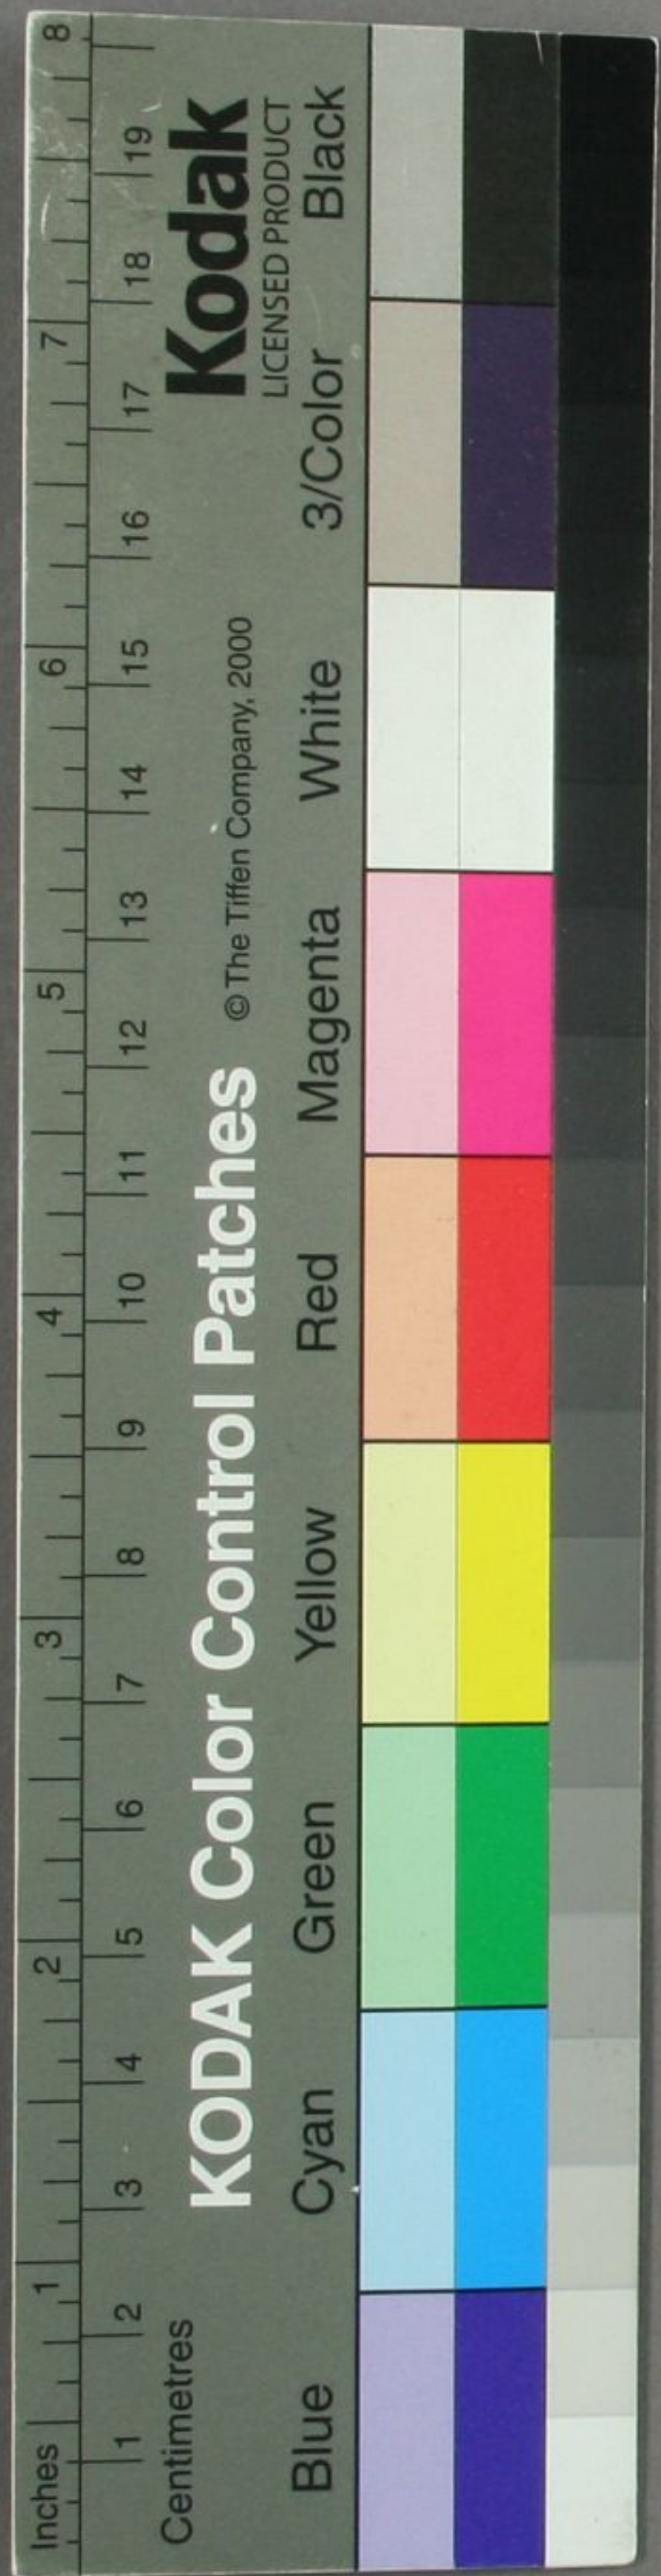 Inches 1 2 3 4 5 6 7 8
Centimetres 1 2 3 4 5 6 7 8 9 10 11 12 13 14 15 16 17 18 19
KODAK Color Control Patches © The Tiffen Company, 2000 Kodak
LICENSED PRODUCT
Blue Cyan Green Yellow Red Magenta White 3/Color Black